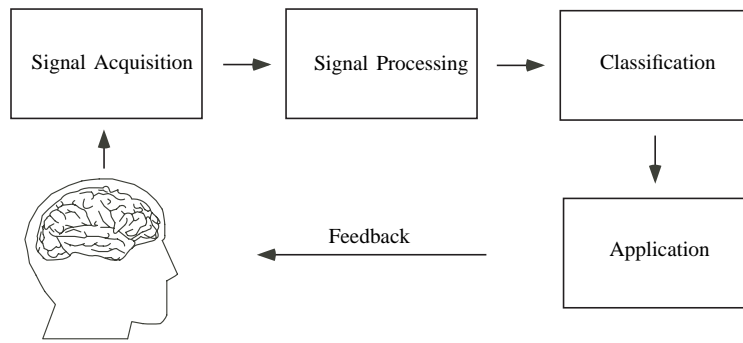 Signal Acquisition
Signal Processing
Classification
Application
Feedback